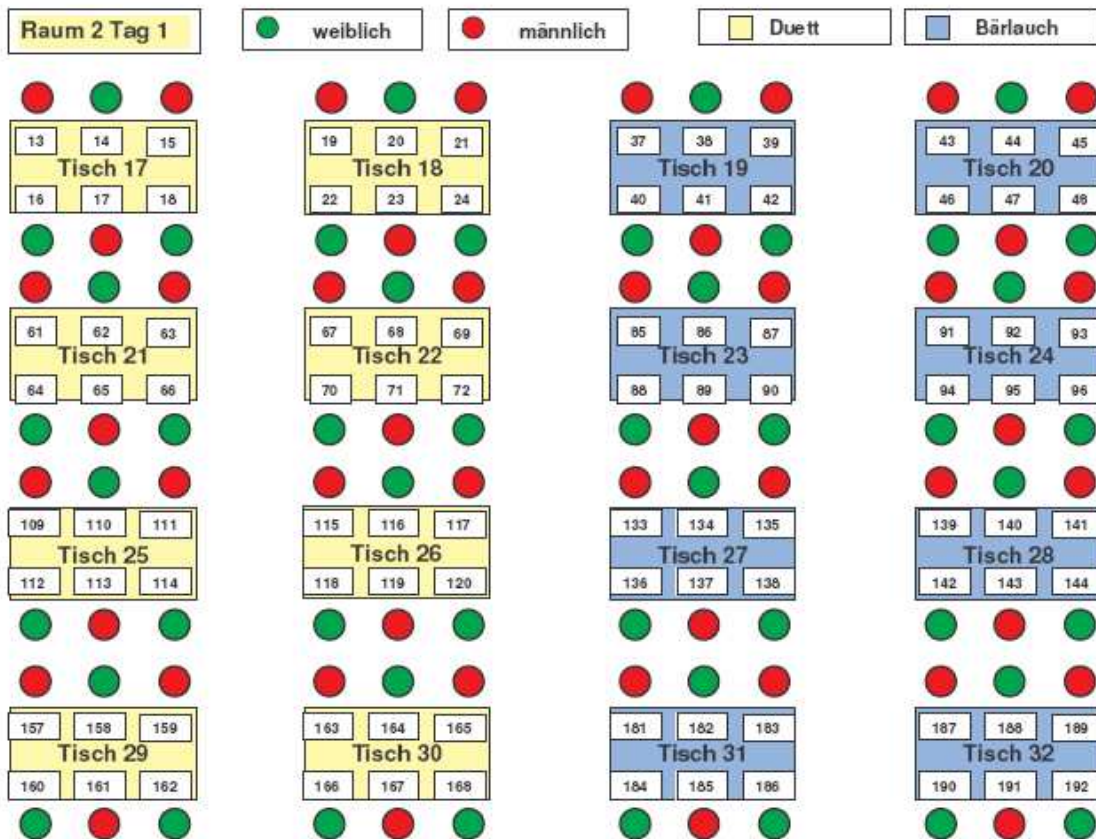 Raum 2 Tag 1 weiblich männlich Duett Bärlauch
13 14 15 19 20 21 37 38 39 43 44 45
Tisch 17 Tisch 18 Tisch 19 Tisch 20
16 17 18 22 23 24 40 41 42 46 47 48
61 62 63 67 68 69 85 86 87 91 92 93
Tisch 21 Tisch 22 Tisch 23 Tisch 24
64 65 66 70 71 72 88 89 90 94 95 96
109 110 111 115 116 117 133 134 135 139 140 141
Tisch 25 Tisch 26 Tisch 27 Tisch 28
112 113 114 118 119 120 136 137 138 142 143 144
157 158 159 163 164 165 181 182 183 187 188 189
Tisch 29 Tisch 30 Tisch 31 Tisch 32
160 161 162 166 167 168 184 185 186 190 191 192